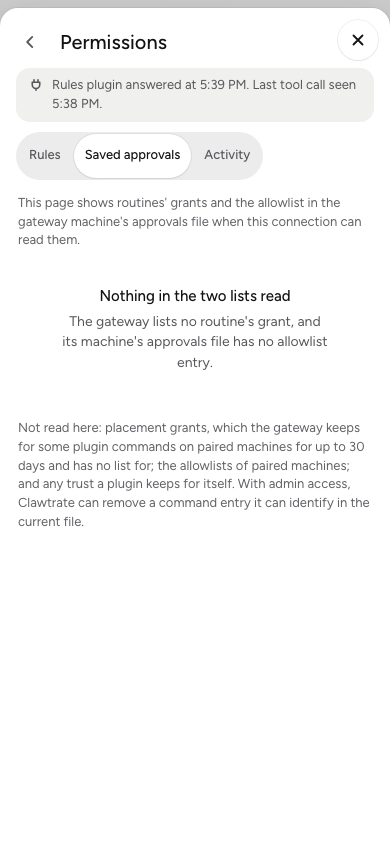 Permissions
Rules plugin answered at 5:39 PM. Last tool call seen
5:38 PM.
Rules
Saved approvals
Activity
This page shows routines' grants and the allowlist in the
gateway machine's approvals file when this connection can
read them.
Nothing in the two lists read
The gateway lists no routine's grant, and
its machine's approvals file has no allowlist
entry.
Not read here: placement grants, which the gateway keeps
for some plugin commands on paired machines for up to 30
days and has no list for; the allowlists of paired machines;
and any trust a plugin keeps for itself. With admin access,
Clawtrate can remove a command entry it can identify in the
current file.